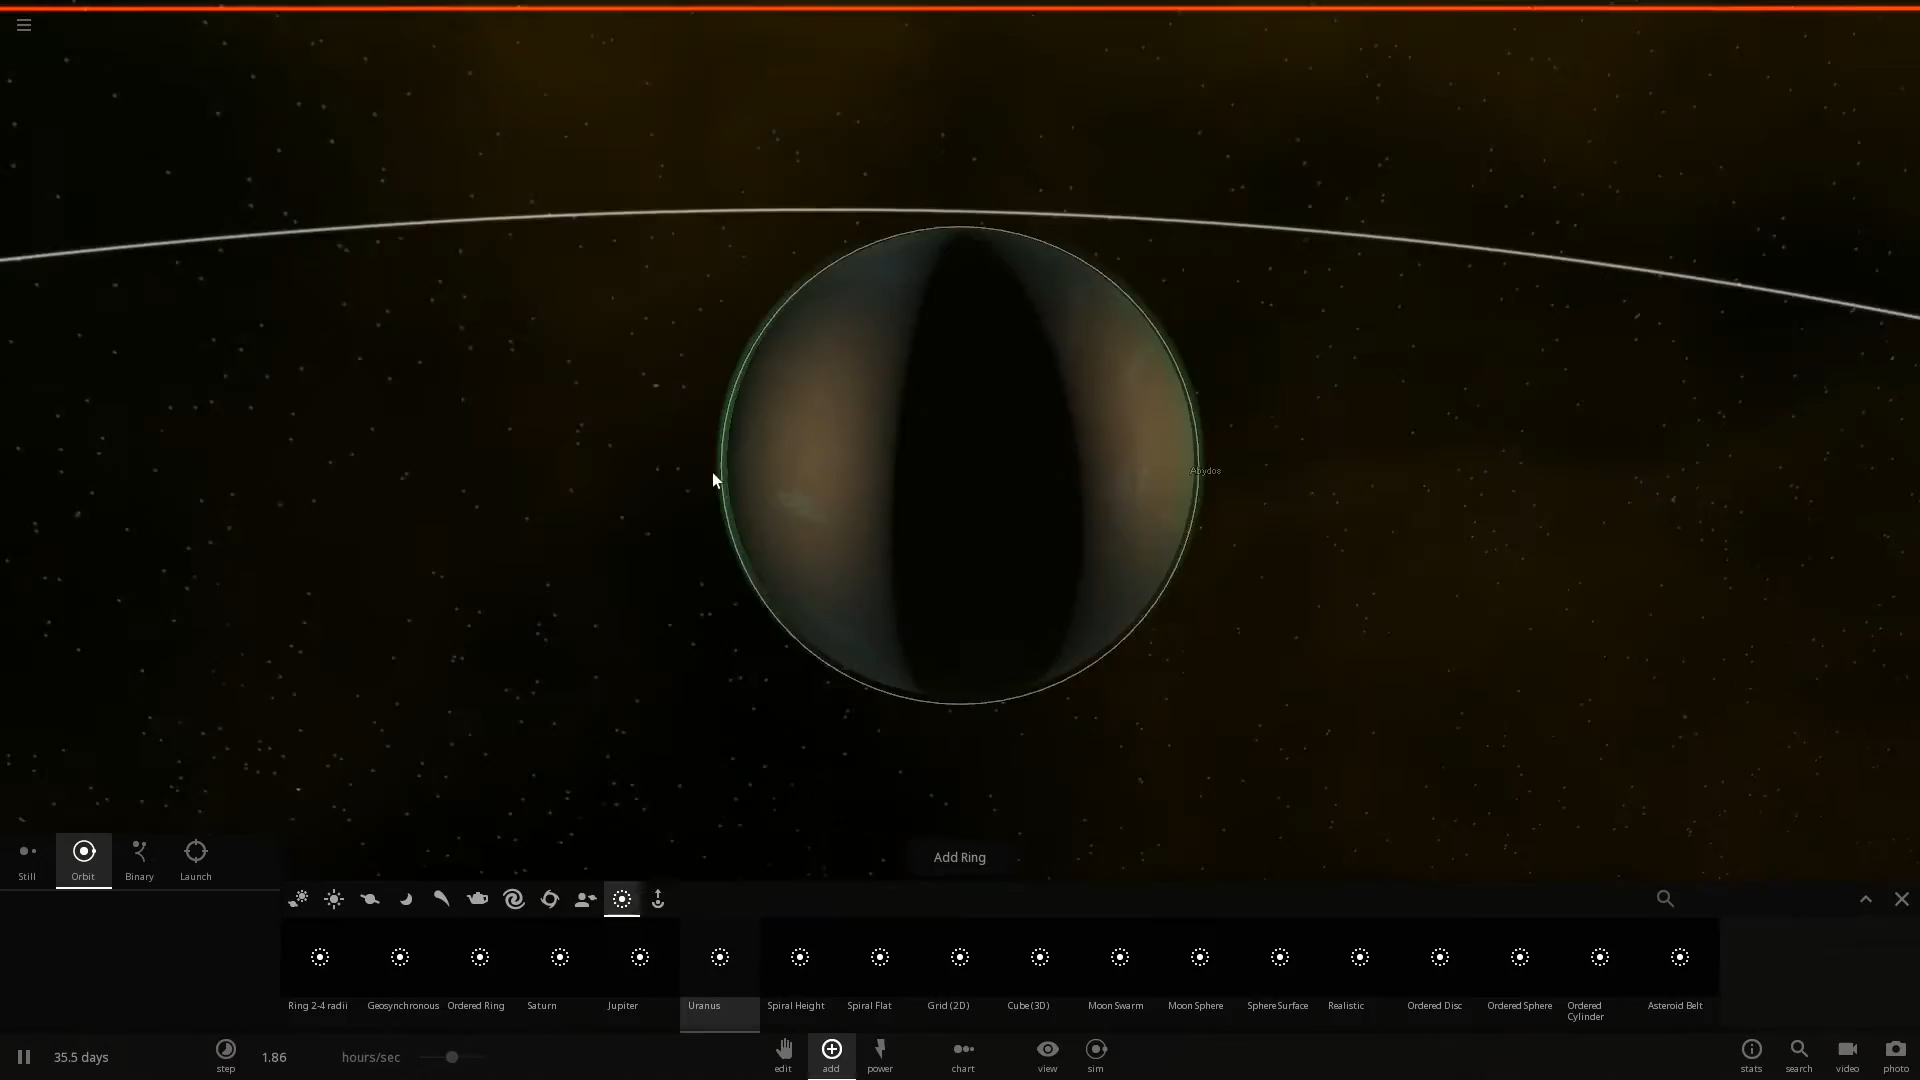 Abydos
Still
Orbit
Binary
Launch
Add Ring
Ring 2-4 radii
Geosynchronous
Ordered Ring
Saturn
Jupiter
Uranus
Spiral Height
Spiral Flat
Grid (2D)
Cube (3D)
Moon Swarm
Moon Sphere
Sphere Surface
Realistic
Ordered Disc
Ordered Sphere
Ordered
Cylinder
Asteroid Belt
35.5 days
step
1.86
hours/sec
edit
add
power
chart
view
sim
stats
search
video
photo